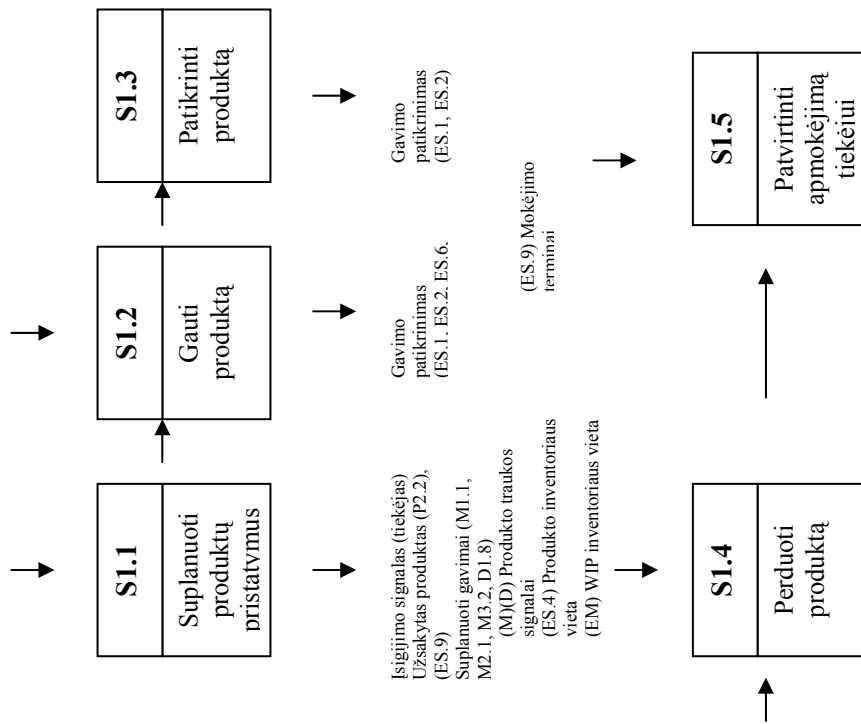 S1.1
Suplanuoti
produktų
pristatymus
S1.2
Gauti
produktą
S1.3
Patikrinti
produktą
Įsigijimo signalas (tiekėjas)
Užsakytas produktas (P2.2),
(ES.9)
Suplanuoti gavimai (M1.1,
M2.1, M3.2, D1.8)
(M)(D) Produkto traukos
signalai
(ES.4) Produkto inventoriaus
vieta
(EM) WIP inventoriaus vieta
Gavimo
patikrinimas
(ES.1. ES.2. ES.6.
Gavimo
patikrinimas
(ES.1, ES.2)
(ES.9) Mokėjimo
terminai
S1.4
Perduoti
produktą
S1.5
Patvirtinti
apmokėjimą
tiekėjui